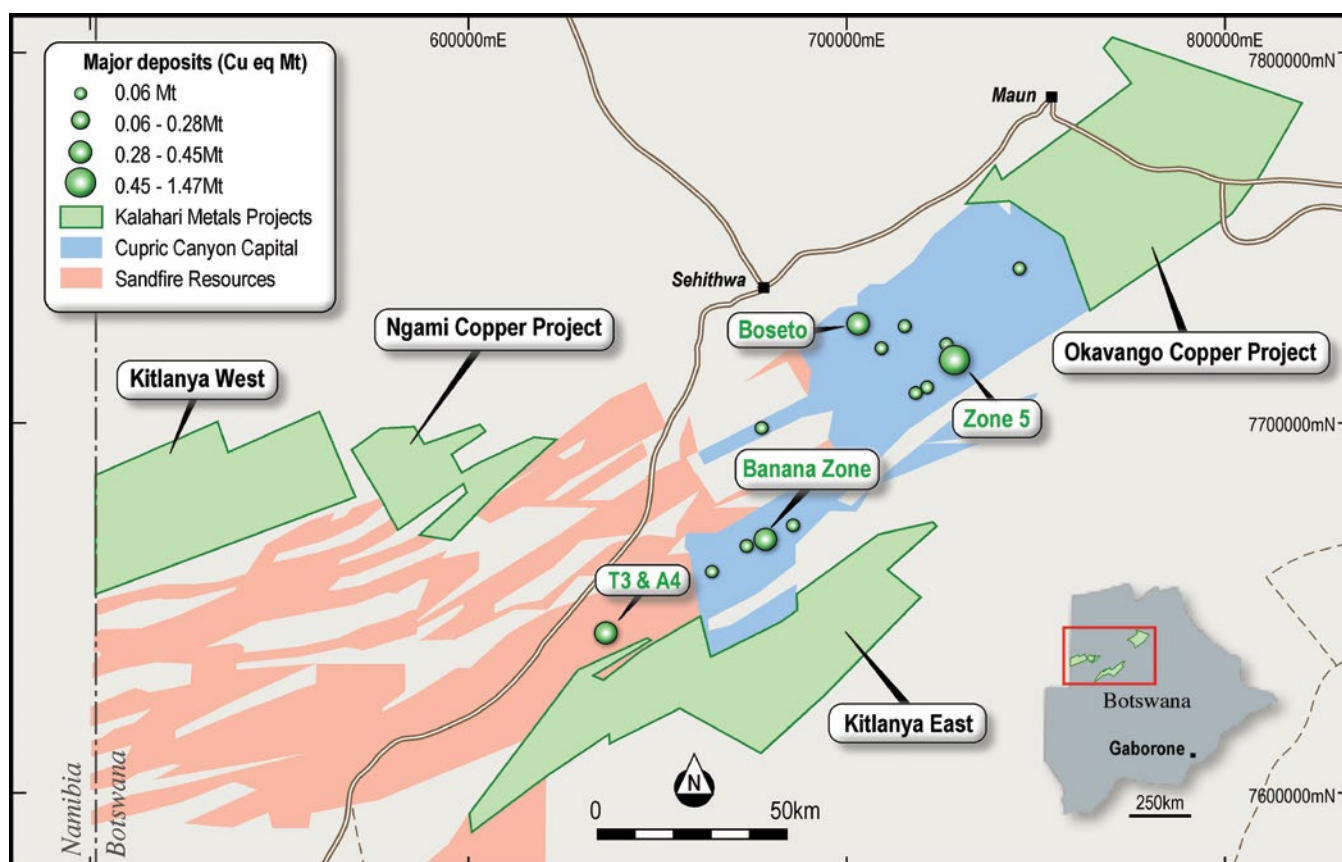 600000mE
700000mE
800000mE
7800000mN
Major deposits (Cu eq Mt)
0.06 Mt
0.06 - 0.28Mt
0.28 - 0.45Mt
0.45 - 1.47Mt
Kalahari Metals Projects
Cupric Canyon Capital
Sandfire Resources
Maun
Sehithwa
Ngami Copper Project
Boseto
Okavango Copper Project
Kitlanya West
Zone 5
7700000mN
Banana Zone
T3 & A4
Kitlanya East
Botswana
Gaborone
250km
N
0
50km
7600000mN
Namibia
Botswana